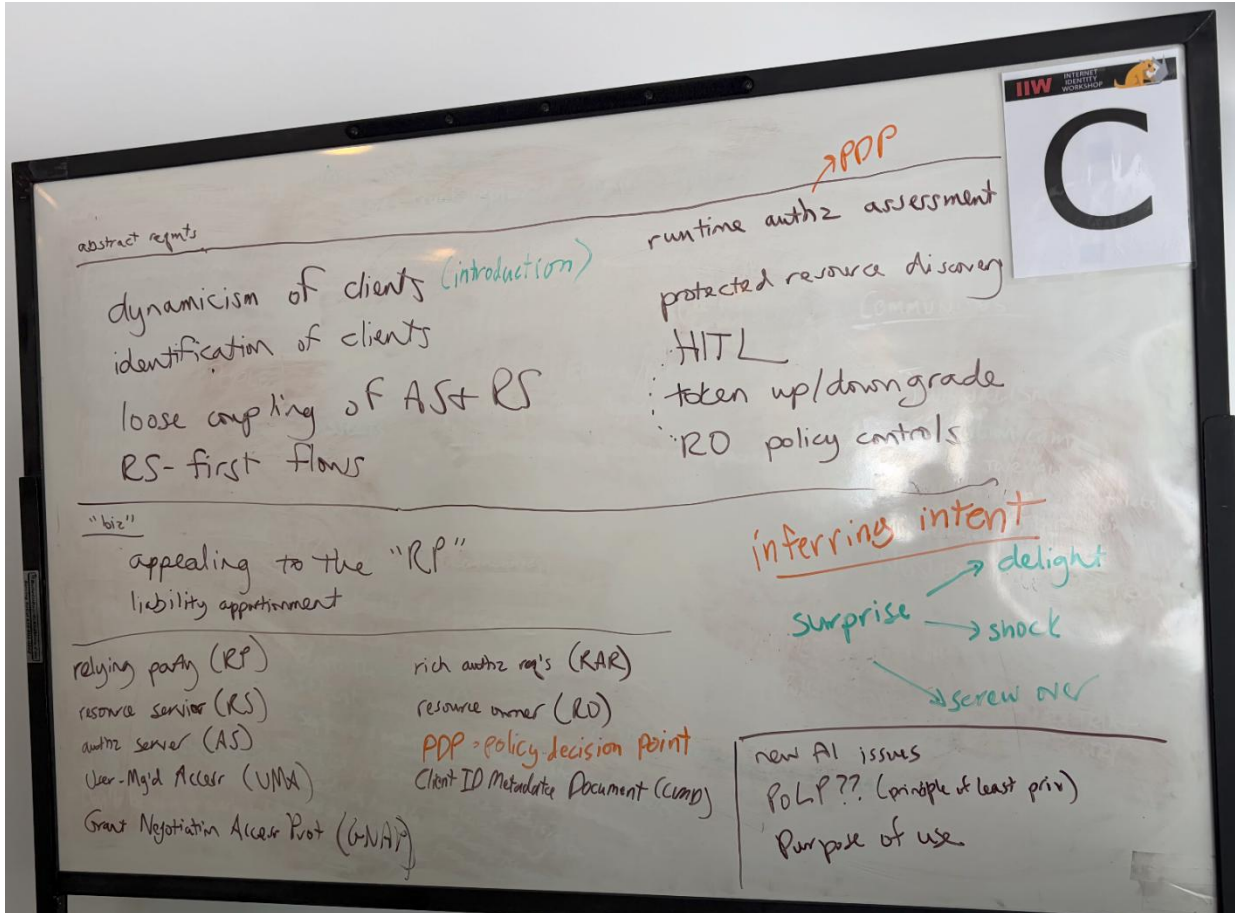 IIW INTERNET IDENTITY WORKSHOP
C
abstract reqmts
dynamicism of clients (introduction)
identification of clients
loose coupling of AS+ RS
RS-first flows
PDP
runtime authz assessment
protected resource discovery
HITL
token up/downgrade
RO policy controls
"biz"
appealing to the "RP"
liability apportionment
inferring intent
surprise
delight
shock
screw over
relying party (RP)
resource server (RS)
authz server (AS)
User-Mg'd Access (UMA)
Grant Negotiation Access Prot (GNAP)
rich authz req's (RAR)
resource owner (RO)
PDP = policy decision point
Client ID Metadata Document (CIMD)
new AI issues
PoLP?? (principle of least priv)
Purpose of use